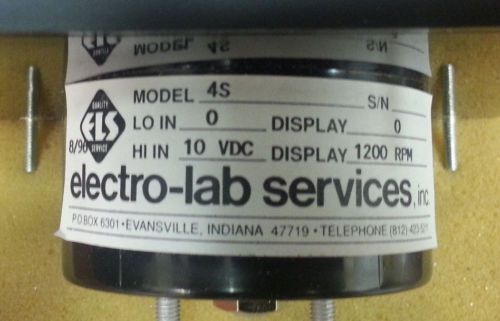 MODEL 4S S/N
QUALITY
ELS
SERVICE
8/90
MODEL 4S S/N
LO IN 0 DISPLAY 0
HI IN 10 VDC DISPLAY 1200 RPM
electro-lab services, inc.
P.O BOX 6301 • EVANSVILLE, INDIANA 47719 • TELEPHONE (812)